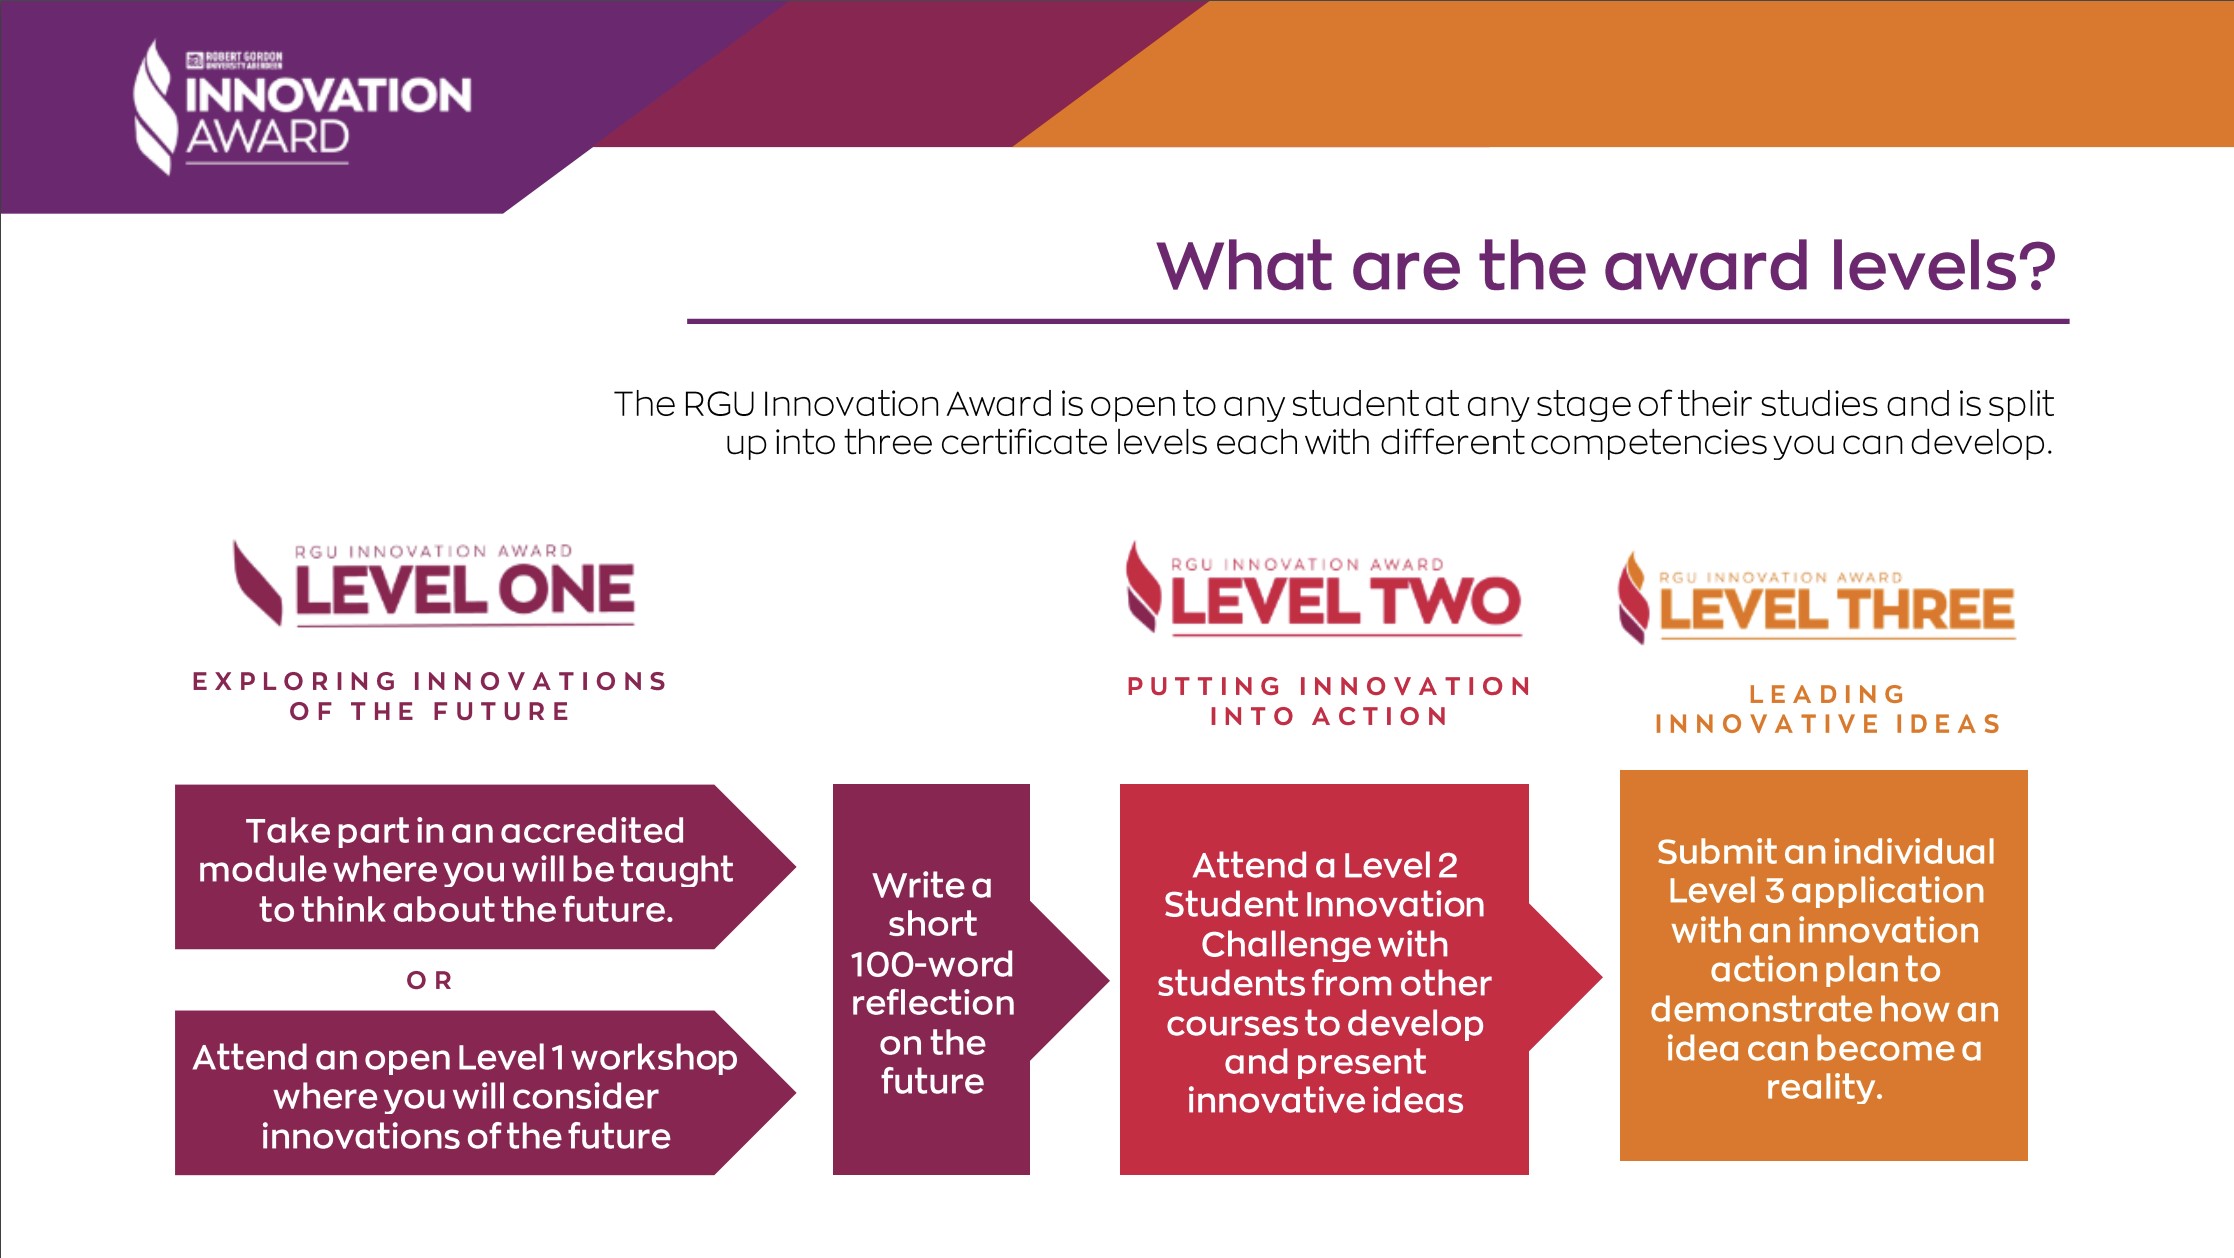 ROBERT GORDON
UNIVERSITY ABERDEEN
INNOVATION
AWARD
What are the award levels?
The RGU Innovation Award is open to any student at any stage of their studies and is split
up into three certificate levels each with different competencies you can develop.
RGU INNOVATION AWARD
LEVEL ONE
EXPLORING INNOVATIONS
OF THE FUTURE
Take part in an accredited
module where you will be taught
to think about the future.
OR
Attend an open Level 1 workshop
where you will consider
innovations of the future
Write a
short
100-word
reflection
on the
future
RGU INNOVATION AWARD
LEVEL TWO
PUTTING INNOVATION
INTO ACTION
Attend a Level 2
Student Innovation
Challenge with
students from other
courses to develop
and present
innovative ideas
RGU INNOVATION AWARD
LEVEL THREE
LEADING
INNOVATIVE IDEAS
Submit an individual
Level 3 application
with an innovation
action plan to
demonstrate how an
idea can become a
reality.